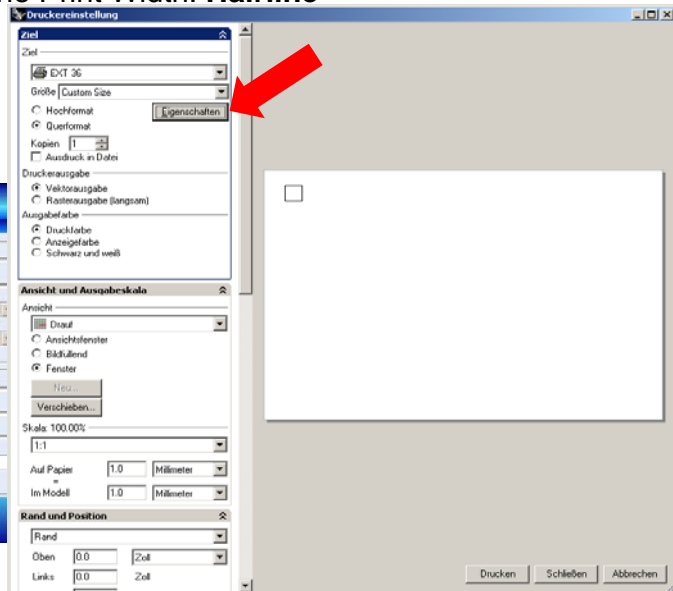 Druckereinstellung
Ziel
Ziel
EXT 36
Größe Custom Size
Hochformat
Eigenschaften
Querformat
Kopien 1
Ausdruck in Datei
Druckerausgabe
Vektorausgabe
Rasterausgabe (langsam)
Ausgabefarbe
Druckfarbe
Anzeigefarbe
Schwarz und weiß
Ansicht und Ausgabeskala
Ansicht
Drauf
Ansichtsfenster
Bildfüllend
Fenster
Neu...
Verschieben...
Skala: 100.00%
1:1
Auf Papier 1.0 Millimeter
=
Im Modell 1.0 Millimeter
Rand und Position
Rand
Oben 0.0 Zoll
Links 0.0 Zoll
Drucken Schließen Abbrechen